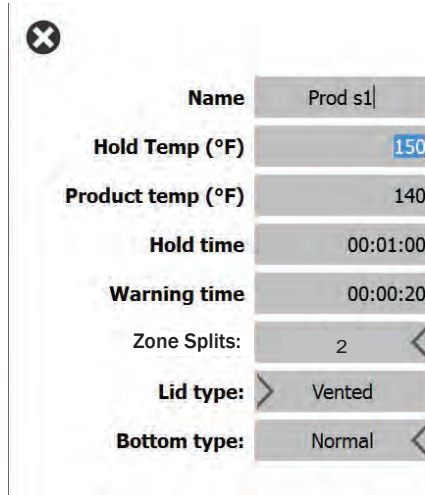 Name Prod s1
Hold Temp (°F) 150
Product temp (°F) 140
Hold time 00:01:00
Warning time 00:00:20
Zone Splits: 2
Lid type: Vented
Bottom type: Normal